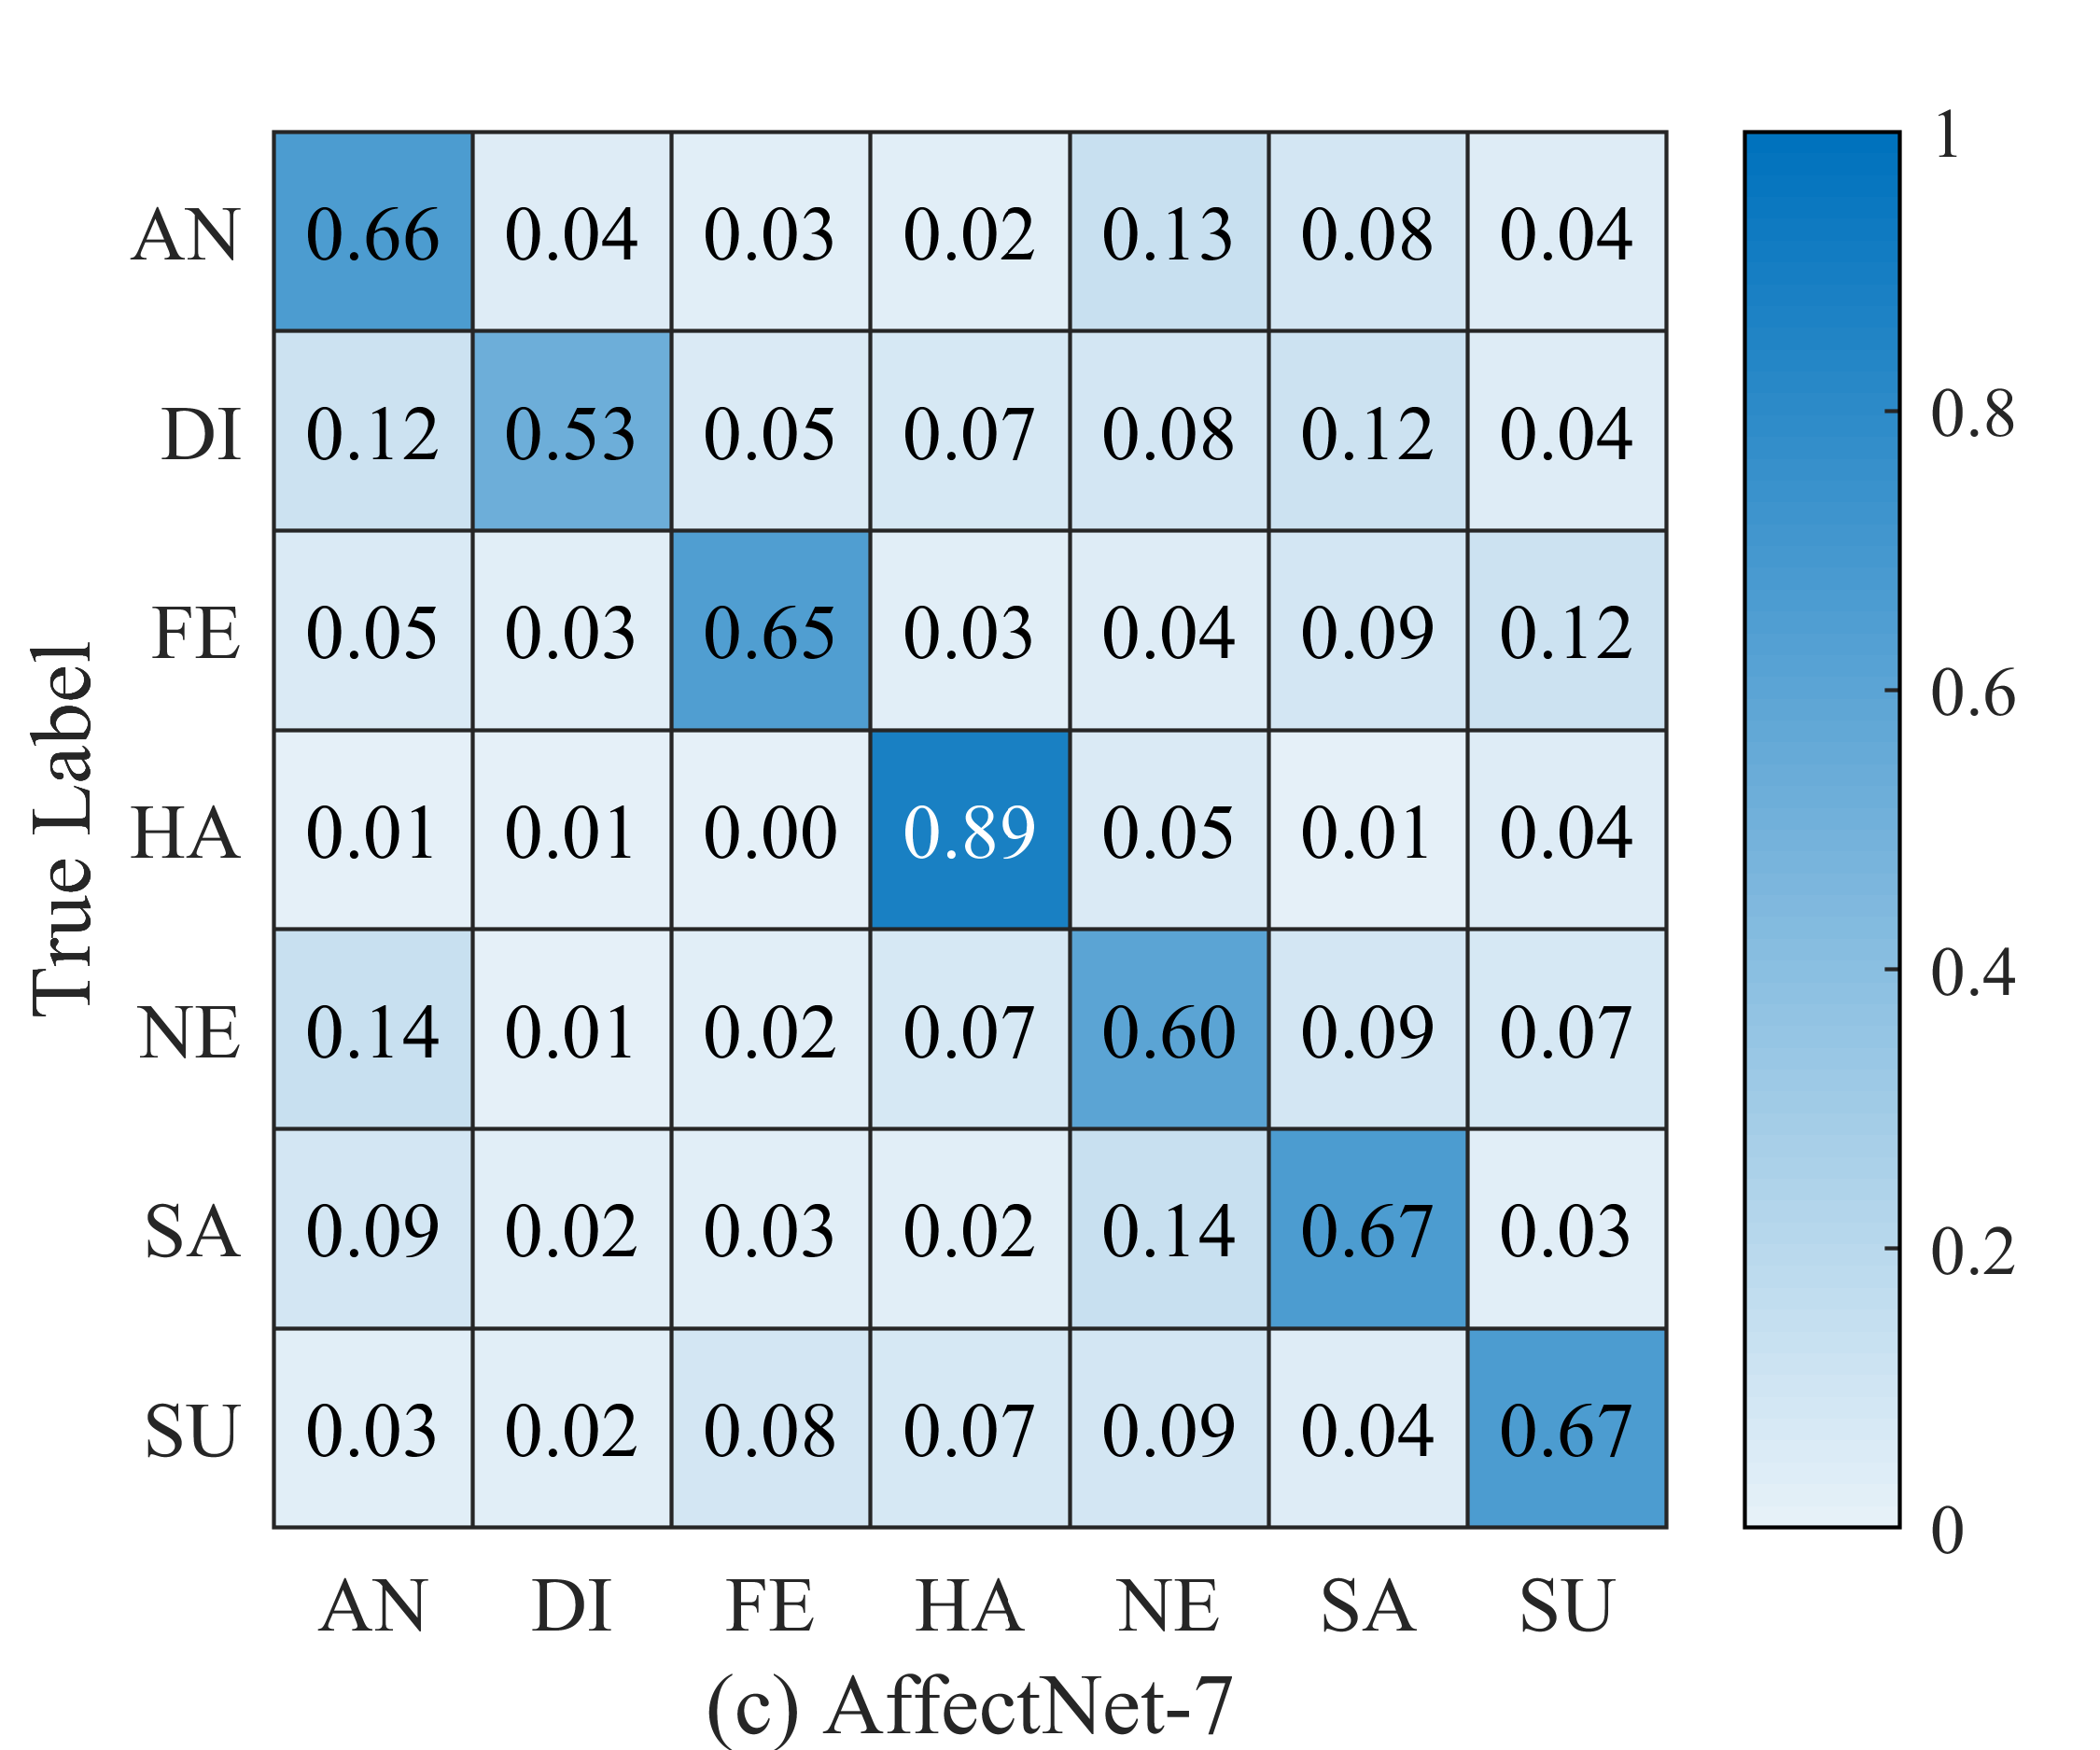 1
AN 0.66 0.04 0.03 0.02 0.13 0.08 0.04
DI 0.12 0.53 0.05 0.07 0.08 0.12 0.04
0.8
FE 0.05 0.03 0.65 0.03 0.04 0.09 0.12
0.6
True Label
HA 0.01 0.01 0.00 0.89 0.05 0.01 0.04
0.4
NE 0.14 0.01 0.02 0.07 0.60 0.09 0.07
SA 0.09 0.02 0.03 0.02 0.14 0.67 0.03
0.2
SU 0.03 0.02 0.08 0.07 0.09 0.04 0.67
0
AN DI FE HA NE SA SU
(c) AffectNet-7